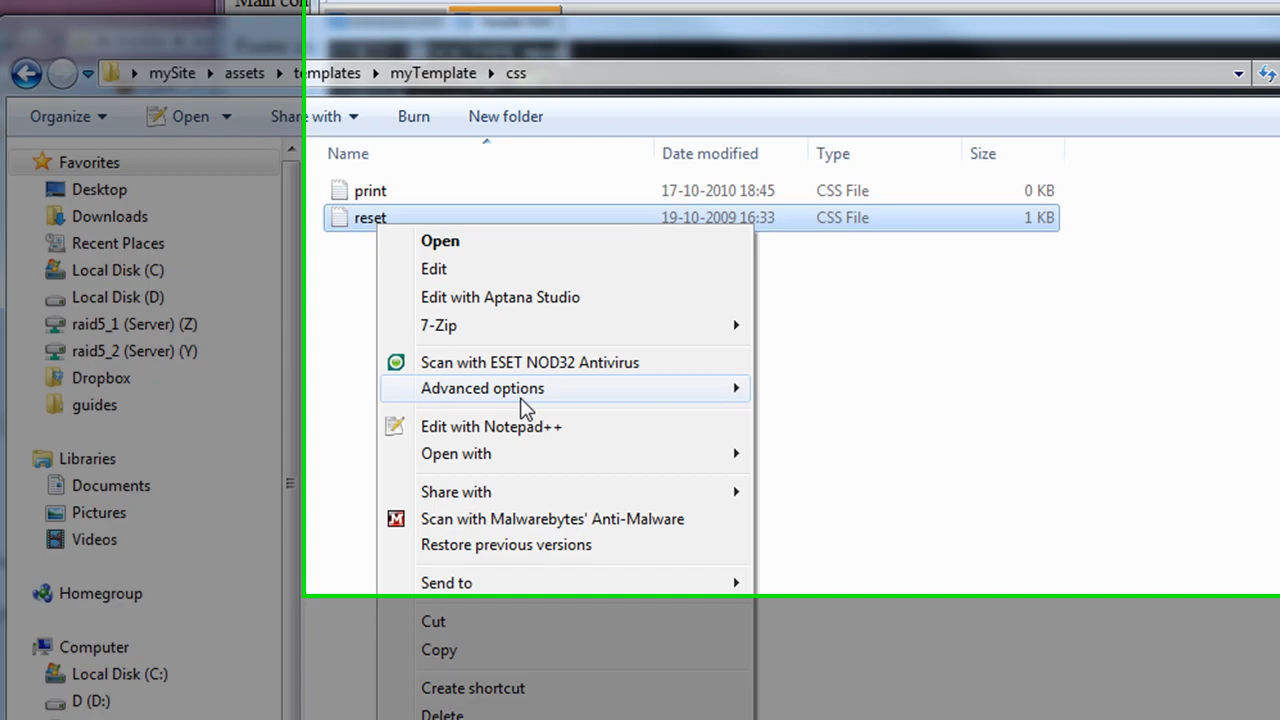 Main con
mySite assets templates myTemplate css
Organize Open Share with Burn New folder
Name Date modified Type Size
Favorites
Desktop
Downloads
Recent Places
Local Disk (C)
Local Disk (D)
raid5_1 (Server) (Z)
raid5_2 (Server) (Y)
Dropbox
guides
Libraries
Documents
Pictures
Videos
Homegroup
Computer
Local Disk (C:)
D (D:)
print 17-10-2010 18:45 CSS File 0 KB
reset 19-10-2009 16:33 CSS File 1 KB
Open
Edit
Edit with Aptana Studio
7-Zip
Scan with ESET NOD32 Antivirus
Advanced options
Edit with Notepad++
Open with
Share with
Scan with Malwarebytes' Anti-Malware
Restore previous versions
Send to
Cut
Copy
Create shortcut
Delete